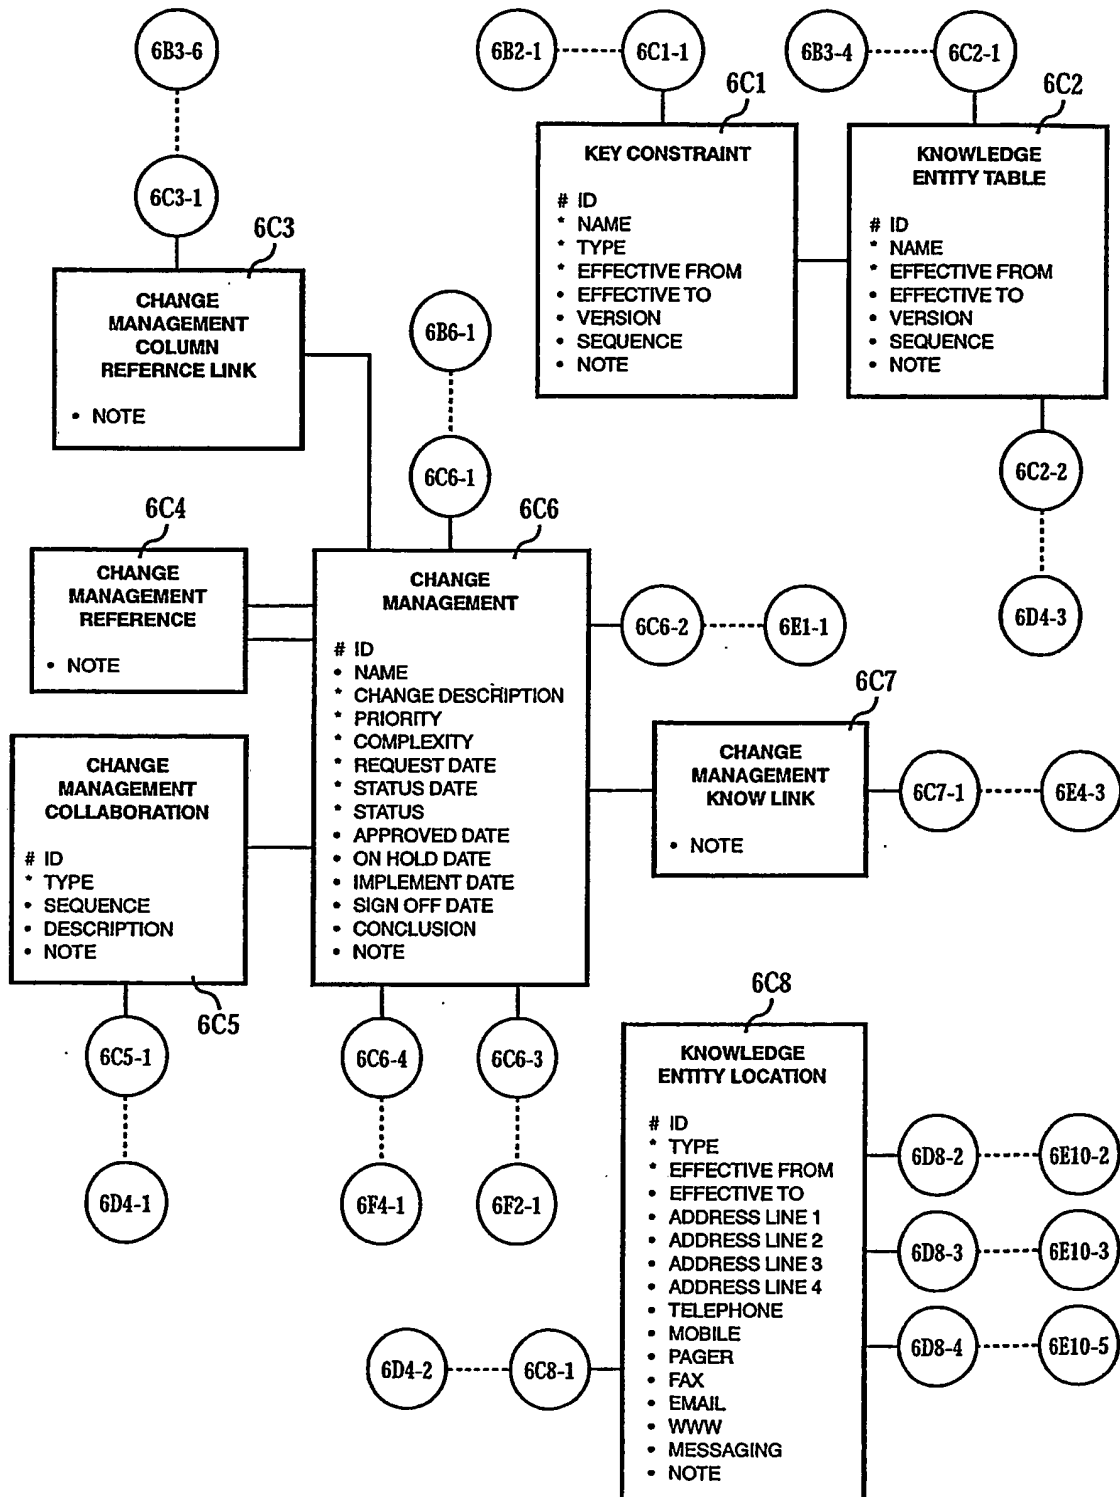 6B3-6
6B2-1
6C1-1
6B3-4
6C2-1
6C1
6C2
KEY CONSTRAINT
# ID
* NAME
* TYPE
* EFFECTIVE FROM
• EFFECTIVE TO
• VERSION
• SEQUENCE
• NOTE
KNOWLEDGE
ENTITY TABLE
# ID
* NAME
* EFFECTIVE FROM
• EFFECTIVE TO
• VERSION
• SEQUENCE
• NOTE
6C3-1
6C3
CHANGE
MANAGEMENT
COLUMN
REFERNCE LINK
• NOTE
6B6-1
6C6-1
6C2-2
6D4-3
6C4
CHANGE
MANAGEMENT
REFERENCE
• NOTE
6C6
CHANGE
MANAGEMENT
# ID
• NAME
* CHANGE DESCRIPTION
* PRIORITY
* COMPLEXITY
* REQUEST DATE
* STATUS DATE
* STATUS
• APPROVED DATE
• ON HOLD DATE
• IMPLEMENT DATE
• SIGN OFF DATE
• CONCLUSION
• NOTE
6C6-2
6E1-1
6C7
CHANGE
MANAGEMENT
KNOW LINK
• NOTE
6C7-1
6E4-3
CHANGE
MANAGEMENT
COLLABORATION
# ID
* TYPE
• SEQUENCE
• DESCRIPTION
• NOTE
6C5
6C5-1
6D4-1
6C6-4
6F4-1
6C6-3
6F2-1
6C8
KNOWLEDGE
ENTITY LOCATION
# ID
* TYPE
* EFFECTIVE FROM
• EFFECTIVE TO
• ADDRESS LINE 1
• ADDRESS LINE 2
• ADDRESS LINE 3
• ADDRESS LINE 4
• TELEPHONE
• MOBILE
• PAGER
• FAX
• EMAIL
• WWW
• MESSAGING
• NOTE
6D8-2
6E10-2
6D8-3
6E10-3
6D8-4
6E10-5
6D4-2
6C8-1